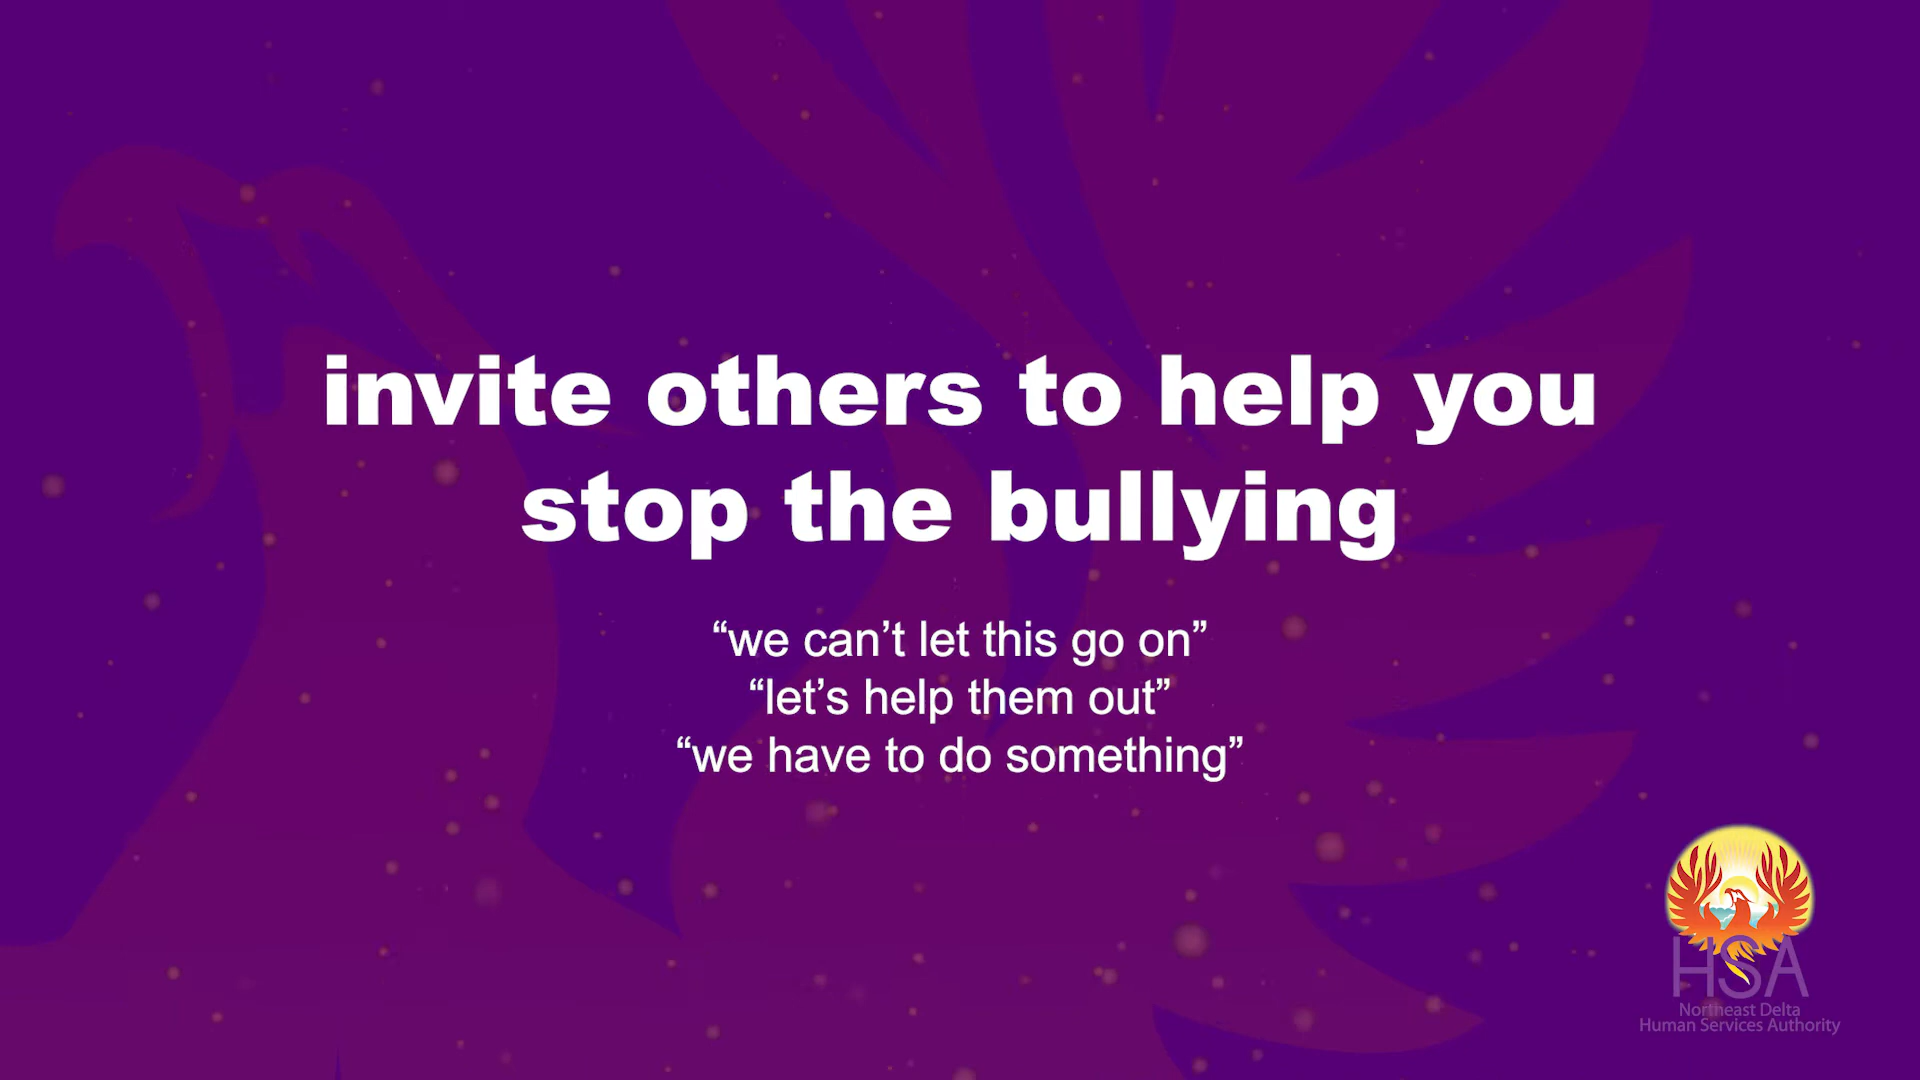 invite others to help you
stop the bullying
“we can’t let this go on”
“let’s help them out”
“we have to do something”
HSA
Northeast Delta
Human Services Authority